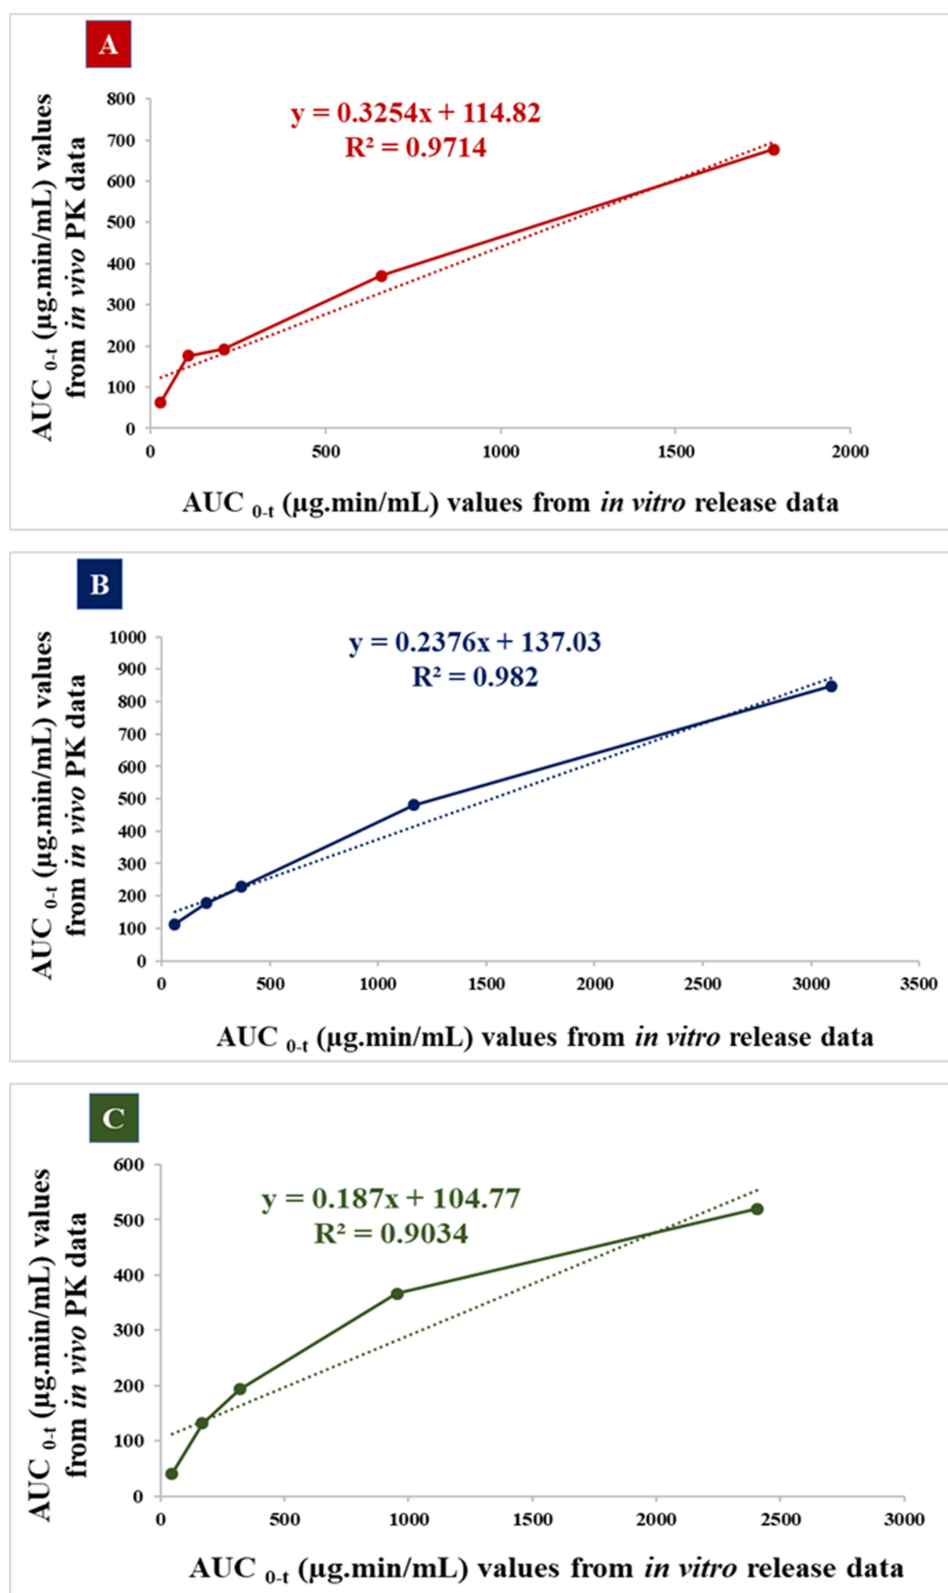 A
y = 0.3254x + 114.82
R² = 0.9714
AUC 0-t (µg.min/mL) values
from in vivo PK data
800
700
600
500
400
300
200
100
0
0 500 1000 1500 2000
AUC 0-t (µg.min/mL) values from in vitro release data
B
y = 0.2376x + 137.03
R² = 0.982
AUC 0-t (µg.min/mL) values
from in vivo PK data
1000
900
800
700
600
500
400
300
200
100
0
0 500 1000 1500 2000 2500 3000 3500
AUC 0-t (µg.min/mL) values from in vitro release data
C
y = 0.187x + 104.77
R² = 0.9034
AUC 0-t (µg.min/mL) values
from in vivo PK data
600
500
400
300
200
100
0
0 500 1000 1500 2000 2500 3000
AUC 0-t (µg.min/mL) values from in vitro release data